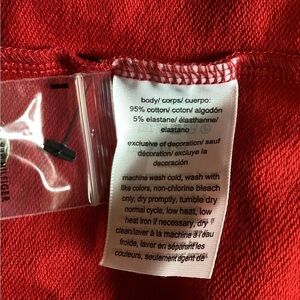 body/ corps/ cuerpo:
95% cotton/ coton/ algodón
5% elastane/ élasthanne/
elastano
exclusive of decoration/ sauf
décoration/ excluye la
decoración
machine wash cold, wash with
like colors, non-chlorine bleach
only, dry promptly, tumble dry
normal cycle, low heat, low
heat iron if necessary, dry
clean/laver à la machine à l'eau
froide, laver en séparant les
couleurs, seulement agent de
HILFIGER